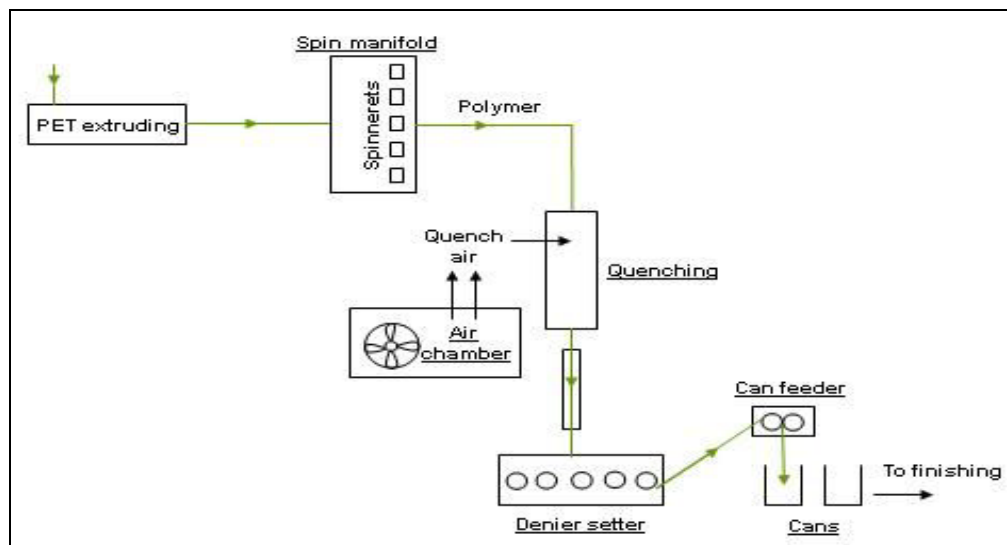 Spin manifold
PET extruding
Spinnerets
Polymer
Quench
air
Quenching
Air
chamber
Can feeder
To finishing
Denier setter
Cans